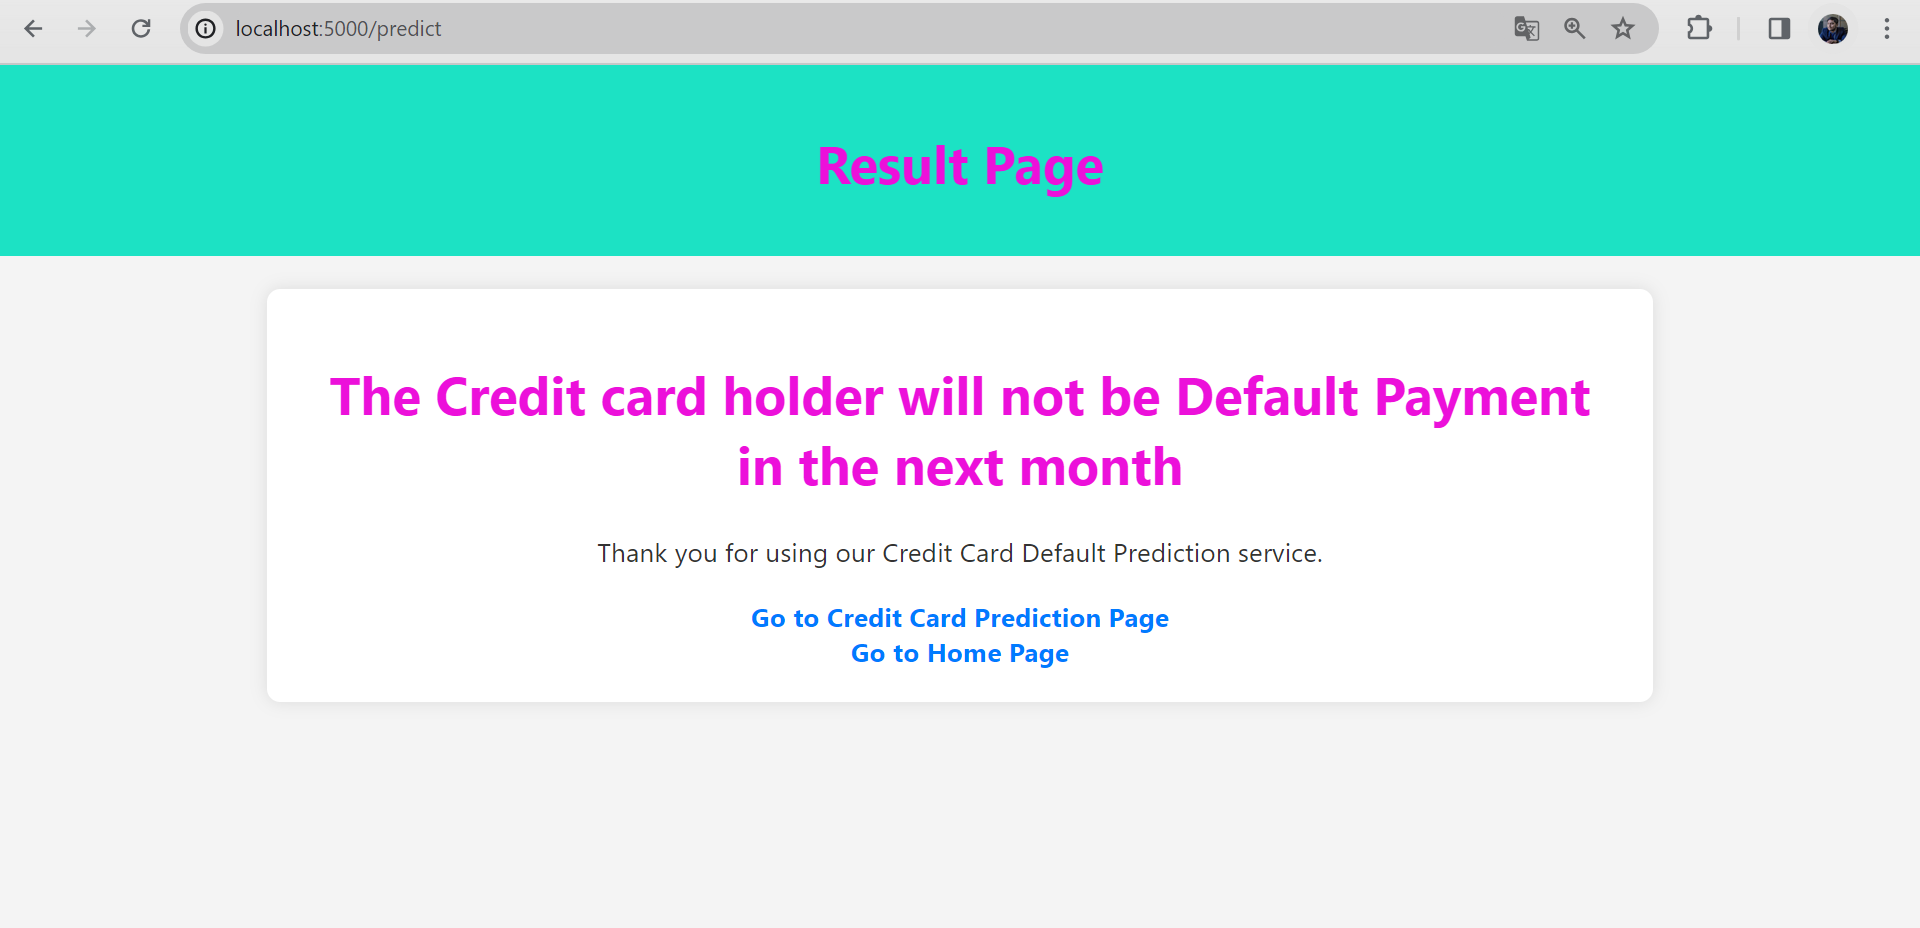 localhost:5000/predict
Result Page
The Credit card holder will not be Default Payment
in the next month
Thank you for using our Credit Card Default Prediction service.
Go to Credit Card Prediction Page
Go to Home Page